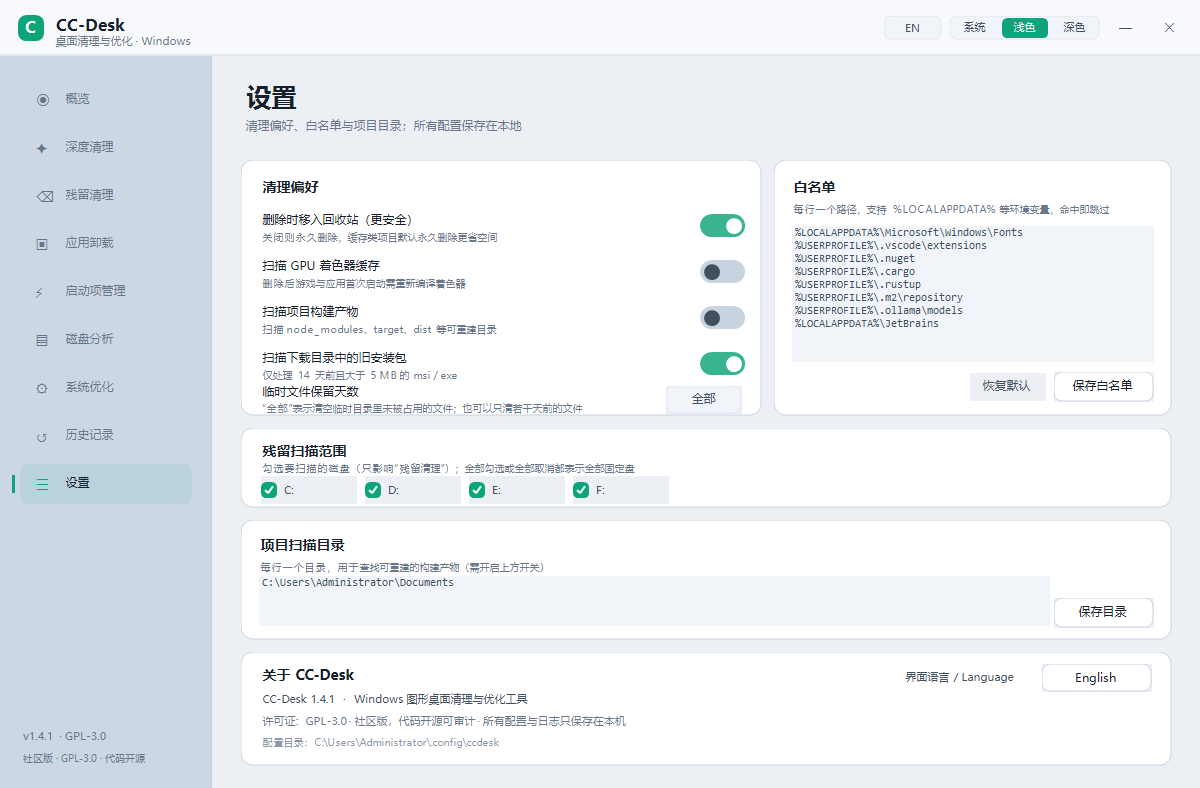 C
CC-Desk
桌面清理与优化 · Windows
EN
系统
浅色
深色
概览
深度清理
残留清理
应用卸载
启动项管理
磁盘分析
系统优化
历史记录
设置
v1.4.1 · GPL-3.0
社区版 · GPL-3.0 · 代码开源
设置
清理偏好、白名单与项目目录；所有配置保存在本地
清理偏好
删除时移入回收站（更安全）
关闭则永久删除，缓存类项目默认永久删除更省空间
扫描 GPU 着色器缓存
删除后游戏与应用首次启动需重新编译着色器
扫描项目构建产物
扫描 node_modules、target、dist 等可重建目录
扫描下载目录中的旧安装包
仅处理 14 天前且大于 5 MB 的 msi / exe
临时文件保留天数
“全部”表示清空临时目录里未被占用的文件；也可以只清若干天前的文件
全部
白名单
每行一个路径，支持 %LOCALAPPDATA% 等环境变量，命中即跳过
%LOCALAPPDATA%\Microsoft\Windows\Fonts
%USERPROFILE%\.vscode\extensions
%USERPROFILE%\.nuget
%USERPROFILE%\.cargo
%USERPROFILE%\.rustup
%USERPROFILE%\.m2\repository
%USERPROFILE%\.ollama\models
%LOCALAPPDATA%\JetBrains
恢复默认
保存白名单
残留扫描范围
勾选要扫描的磁盘（只影响“残留清理”）；全部勾选或全部取消都表示全部固定盘
C:
D:
E:
F:
项目扫描目录
每行一个目录，用于查找可重建的构建产物（需开启上方开关）
C:\Users\Administrator\Documents
保存目录
关于 CC-Desk
CC-Desk 1.4.1 · Windows 图形桌面清理与优化工具
许可证：GPL-3.0 · 社区版，代码开源可审计 · 所有配置与日志只保存在本机
配置目录：C:\Users\Administrator\.config\ccdesk
界面语言 / Language
English